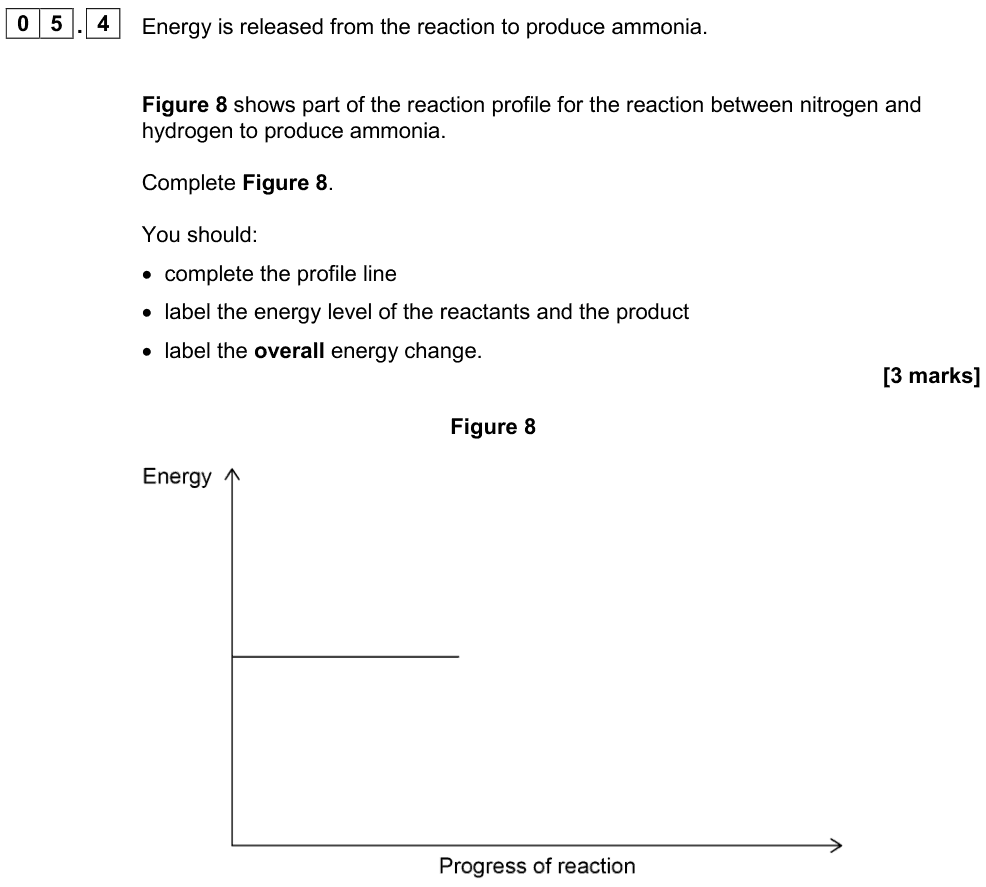 05.4 Energy is released from the reaction to produce ammonia.
Figure 8 shows part of the reaction profile for the reaction between nitrogen and
hydrogen to produce ammonia.
Complete Figure 8.
You should:
• complete the profile line
• label the energy level of the reactants and the product
• label the overall energy change.
[3 marks]
Figure 8
Energy
Progress of reaction